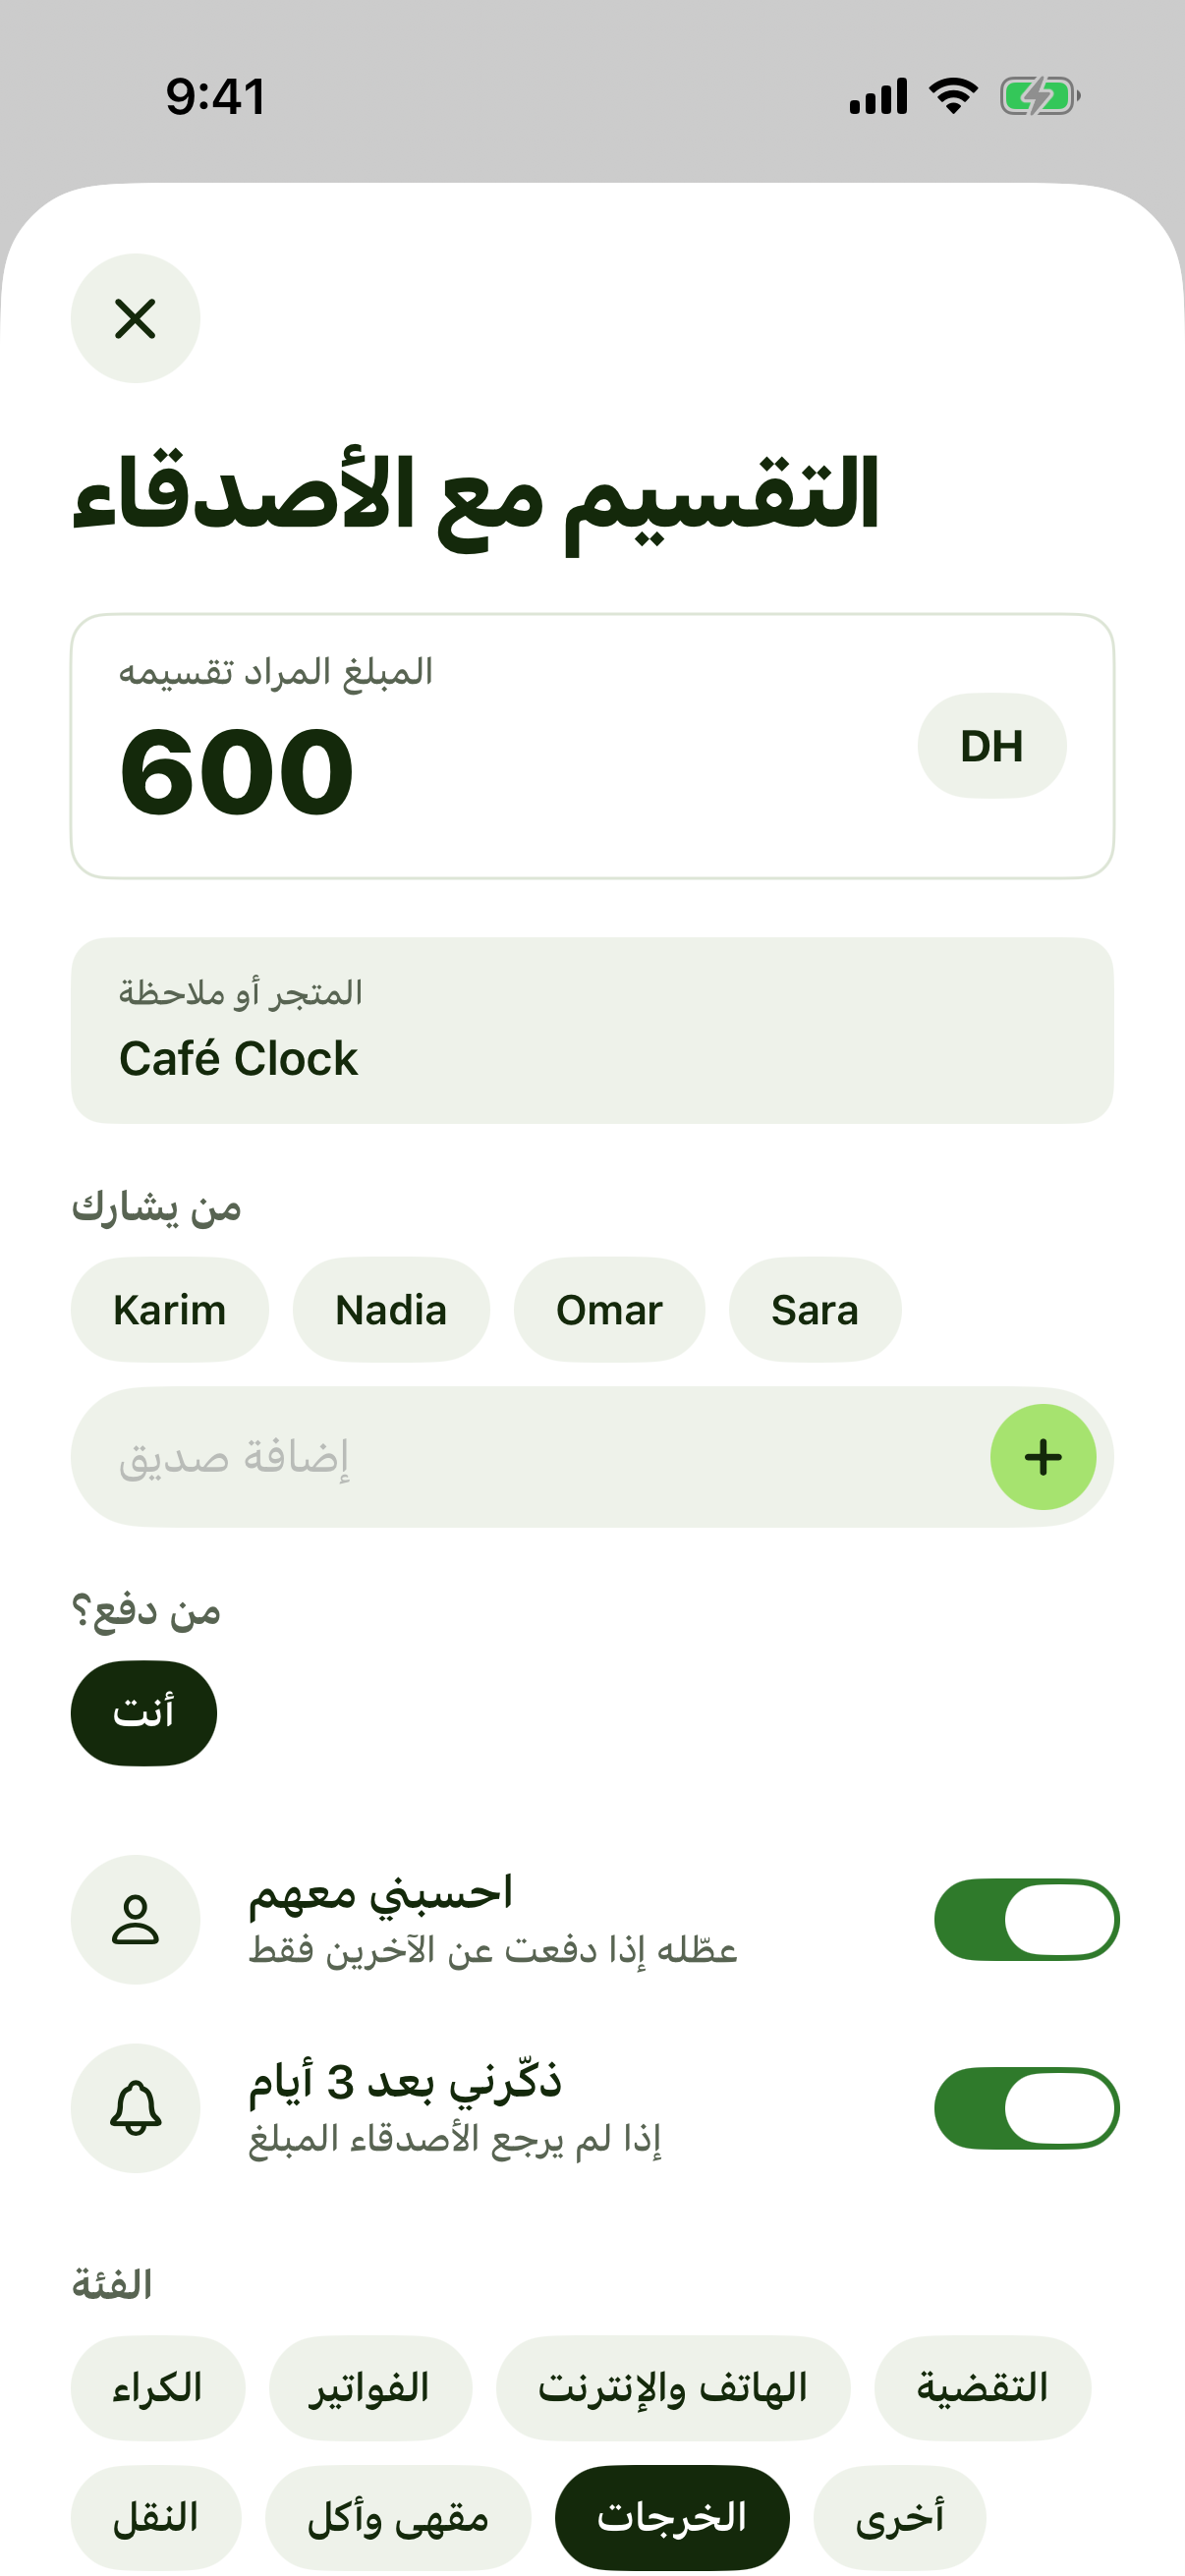 9:41
التقسيم مع الأصدقاء
المبلغ المراد تقسيمه
600
DH
المتجر أو ملاحظة
Café Clock
من يشارك
Karim Nadia Omar Sara
إضافة صديق
من دفع؟
أنت
احسبني معهم
عطّله إذا دفعت عن الآخرين فقط
ذكّرني بعد 3 أيام
إذا لم يرجع الأصدقاء المبلغ
الفئة
الكراء الفواتير الهاتف والإنترنت التقضية
النقل مقهى وأكل الخرجات أخرى